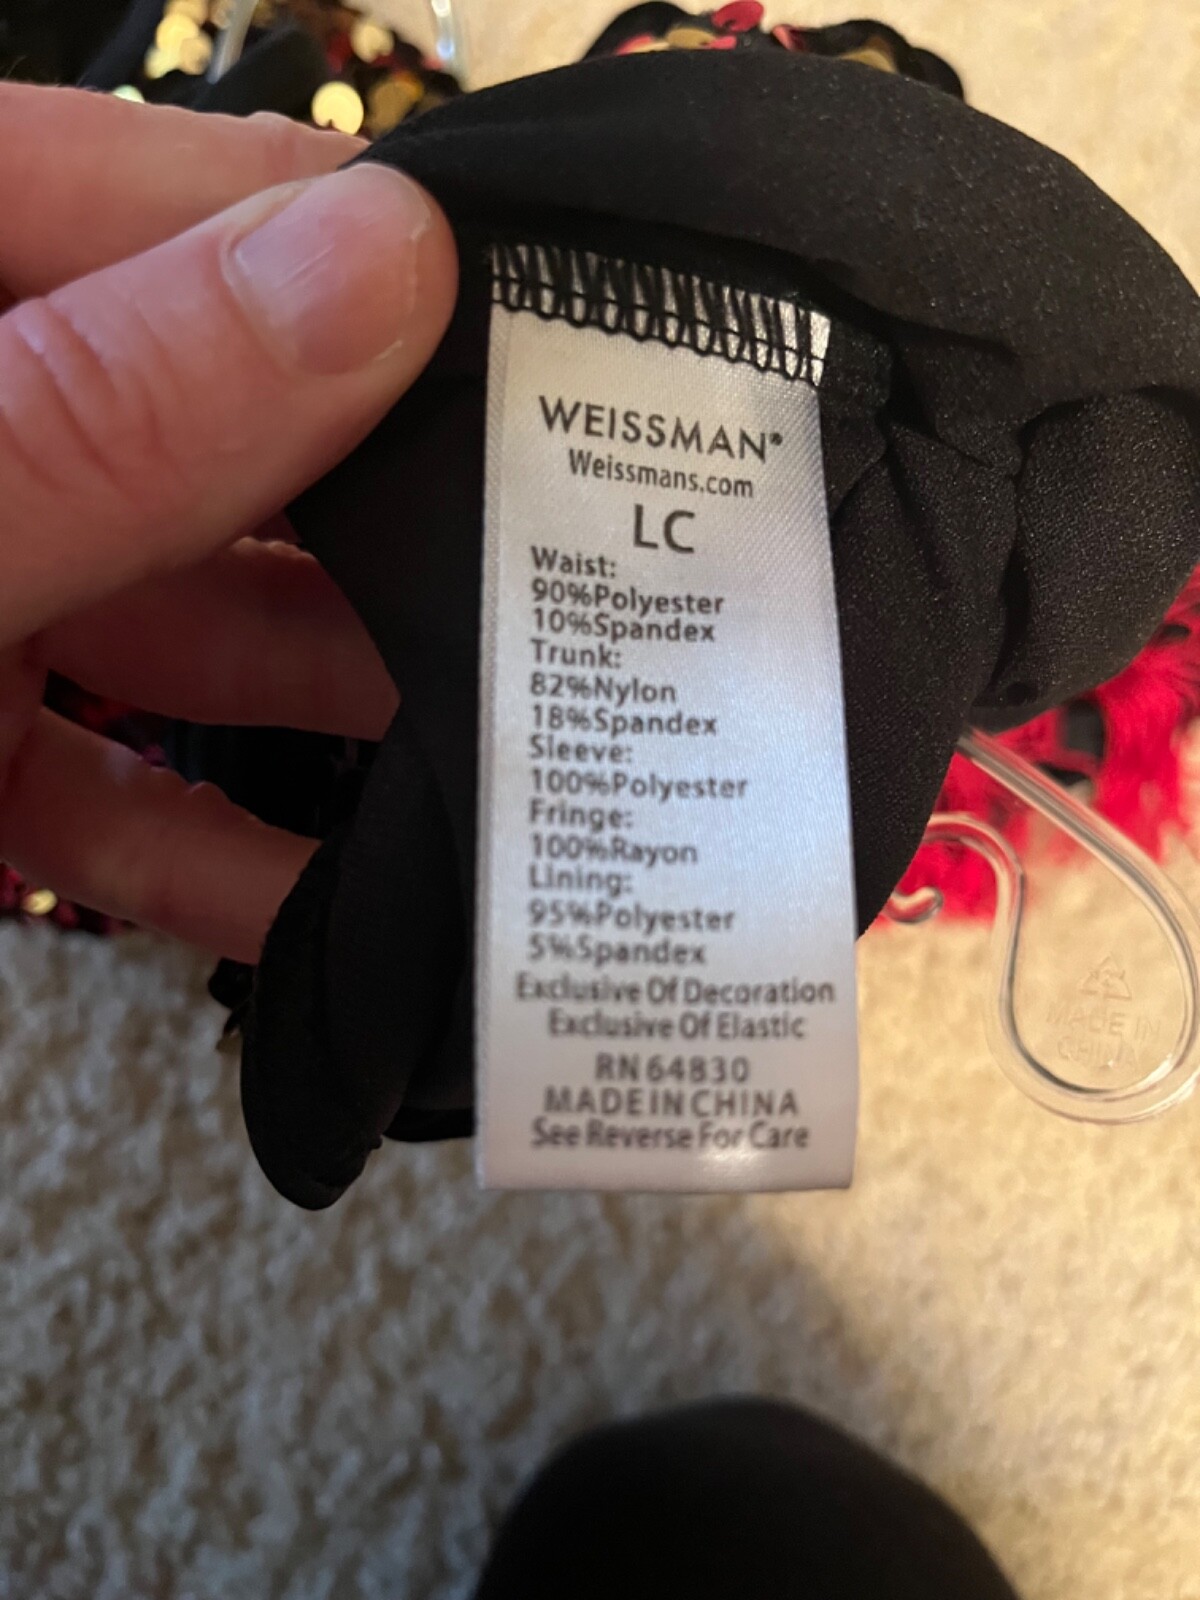 WEISSMAN®
Weissmans.com
LC
Waist:
90%Polyester
10%Spandex
Trunk:
82%Nylon
18%Spandex
Sleeve:
100%Polyester
Fringe:
100%Rayon
Lining:
95%Polyester
5%Spandex
Exclusive Of Decoration
Exclusive Of Elastic
RN 64830
MADE IN CHINA
See Reverse For Care
MADE IN
CHINA